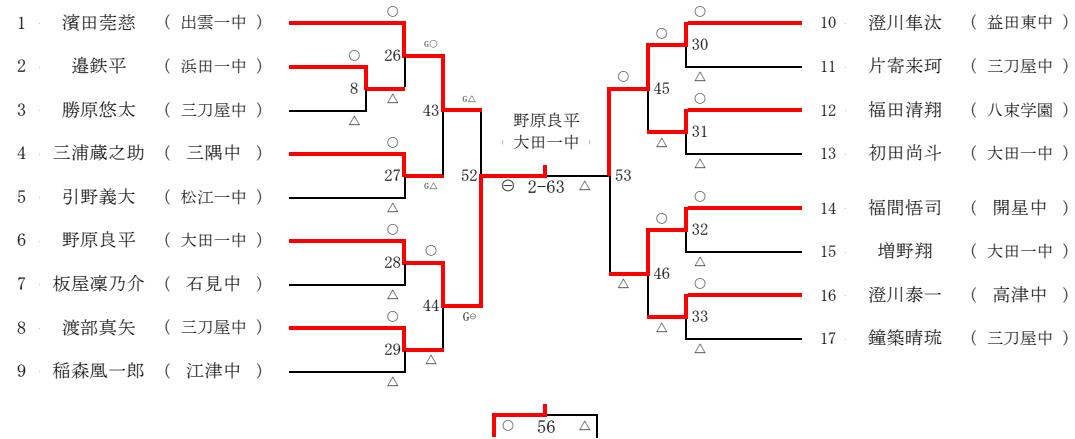 1 濱田莞慈 ( 出雲一中 )
2 邉鉄平 ( 浜田一中 )
3 勝原悠太 ( 三刀屋中 )
4 三浦蔵之助 ( 三隅中 )
5 引野義大 ( 松江一中 )
6 野原良平 ( 大田一中 )
7 板屋凜乃介 ( 石見中 )
8 渡部真矢 ( 三刀屋中 )
9 稲森凰一郎 ( 江津中 )
○ 26
○ 8 △
△
G○ 43 G△
○ 27
△
○ 28
△
○ 44 △
○ 29
△
G△ 52 G⊖
野原良平
大田一中
⊖ 2-63 △
○ 53 △
○ 45 △
○ 30 △
○ 31 △
○ 46 △
○ 32 △
○ 33 △
10 澄川隼汰 ( 益田東中 )
11 片寄来珂 ( 三刀屋中 )
12 福田清翔 ( 八束学園 )
13 初田尚斗 ( 大田一中 )
14 福間悟司 ( 開星中 )
15 増野翔 ( 大田一中 )
16 澄川泰一 ( 高津中 )
17 鐘築晴琉 ( 三刀屋中 )
○ 56 △